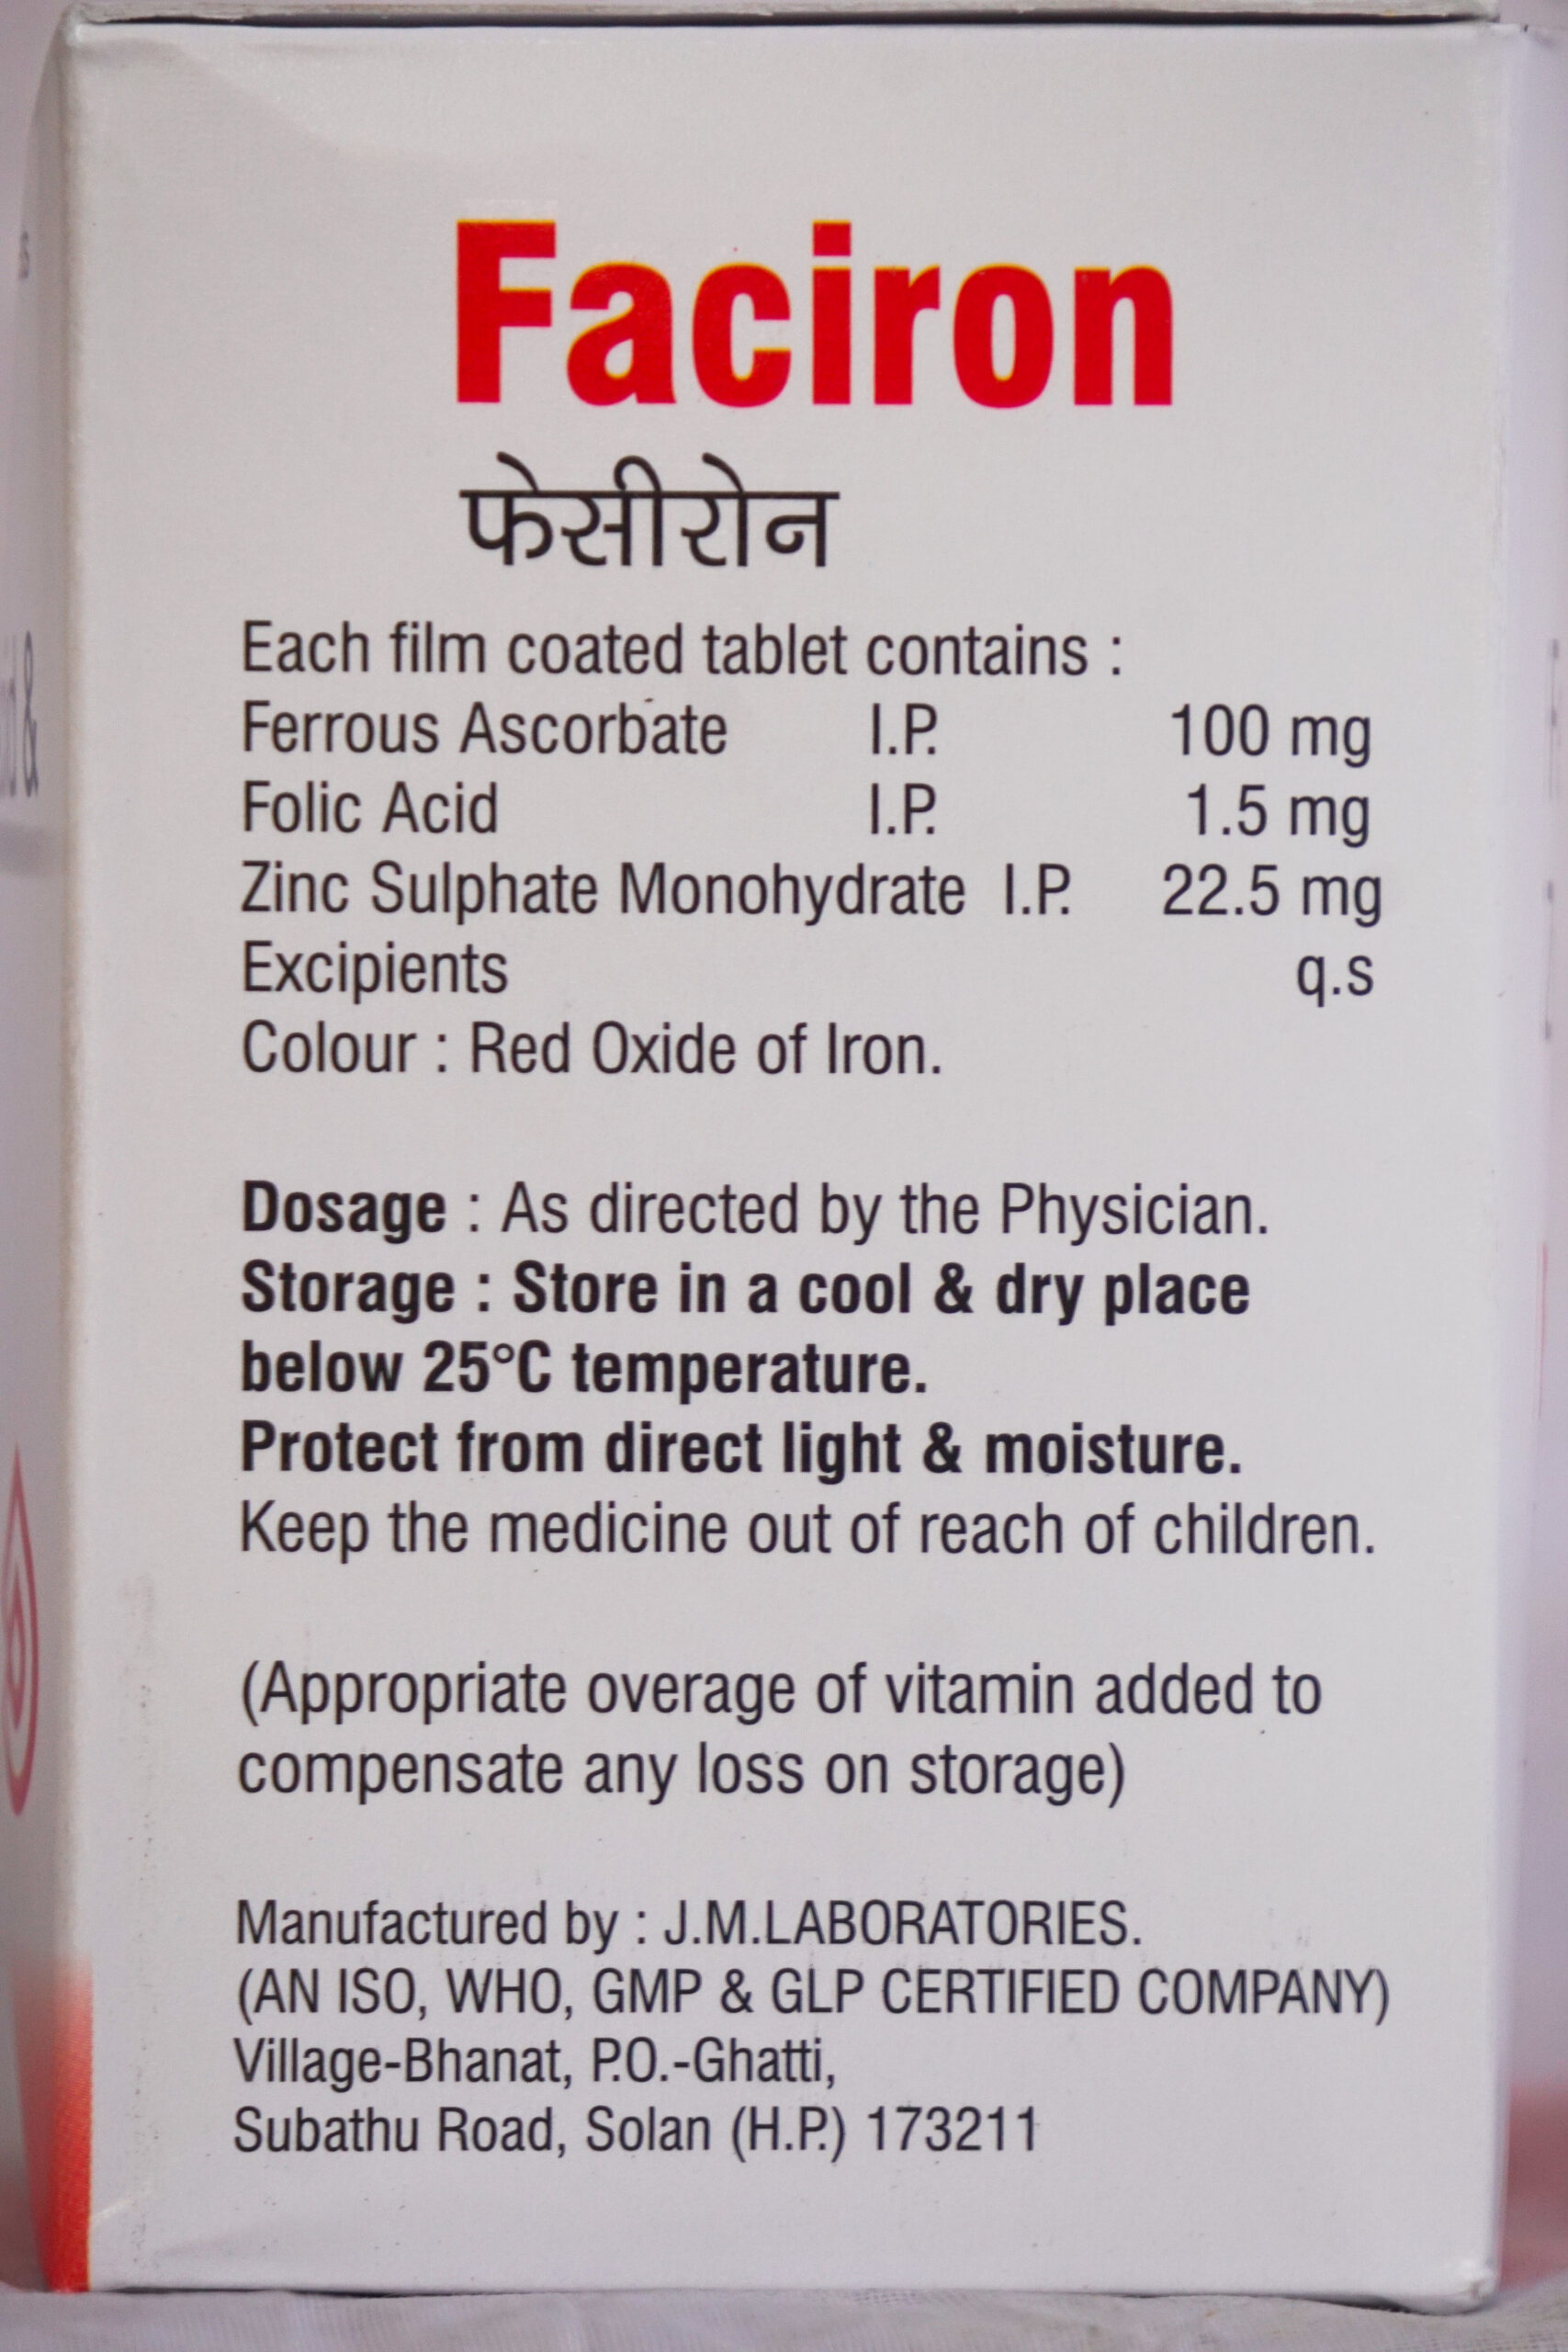 Faciron
फेसीरोन
Each film coated tablet contains :
Ferrous Ascorbate I.P. 100 mg
Folic Acid I.P. 1.5 mg
Zinc Sulphate Monohydrate I.P. 22.5 mg
Excipients q.s
Colour : Red Oxide of Iron.
Dosage : As directed by the Physician.
Storage : Store in a cool & dry place
below 25°C temperature.
Protect from direct light & moisture.
Keep the medicine out of reach of children.
(Appropriate overage of vitamin added to
compensate any loss on storage)
Manufactured by : J.M.LABORATORIES.
(AN ISO, WHO, GMP & GLP CERTIFIED COMPANY)
Village-Bhanat, P.O.-Ghatti,
Subathu Road, Solan (H.P.) 173211